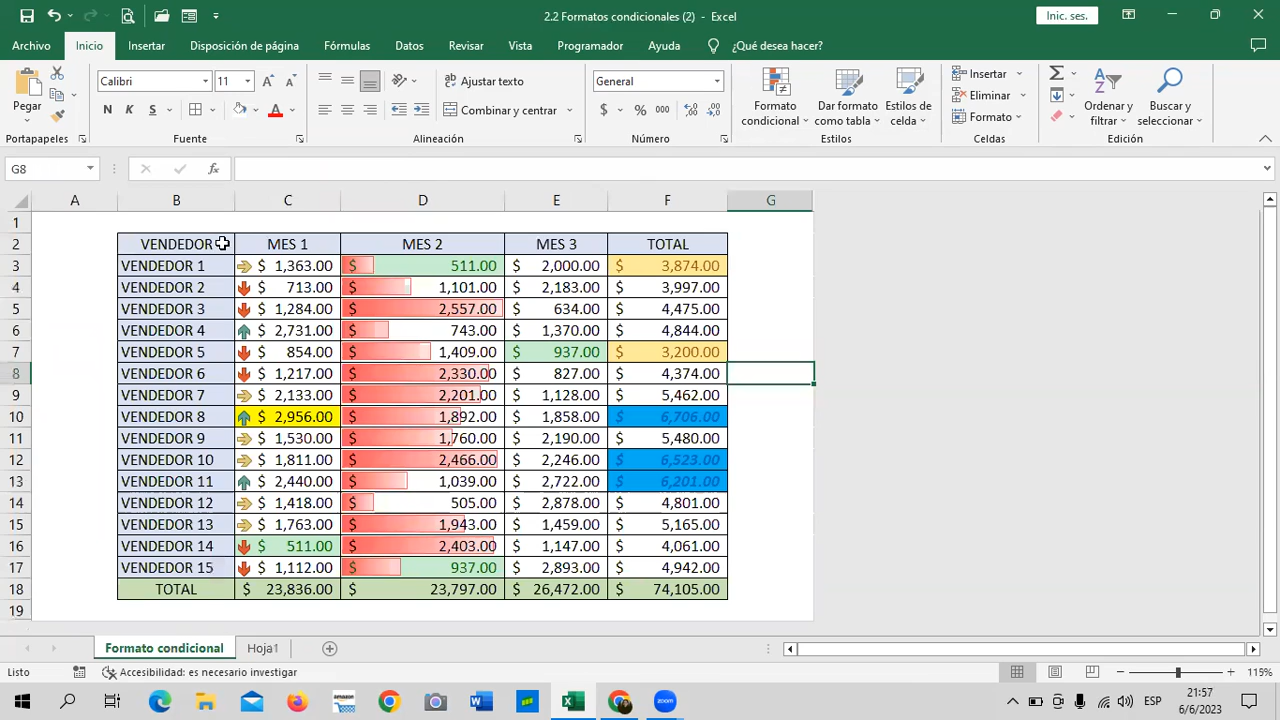 2.2 Formatos condicionales (2) - Excel
Inic. ses.
Archivo Inicio Insertar Disposición de página Fórmulas Datos Revisar Vista Programador Ayuda ¿Qué desea hacer?
Pegar
Portapapeles
Calibri 11
N K S
Fuente
Ajustar texto
Combinar y centrar
Alineación
General
$ % 000
Número
Formato condicional
Dar formato como tabla
Estilos de celda
Estilos
Insertar
Eliminar
Formato
Celdas
Ordenar y filtrar
Buscar y seleccionar
Edición
G8
fx
A B C D E F G
1
2 VENDEDOR MES 1 MES 2 MES 3 TOTAL
3 VENDEDOR 1 $ 1,363.00 $ 511.00 $ 2,000.00 $ 3,874.00
4 VENDEDOR 2 $ 713.00 $ 1,101.00 $ 2,183.00 $ 3,997.00
5 VENDEDOR 3 $ 1,284.00 $ 2,557.00 $ 634.00 $ 4,475.00
6 VENDEDOR 4 $ 2,731.00 $ 743.00 $ 1,370.00 $ 4,844.00
7 VENDEDOR 5 $ 854.00 $ 1,409.00 $ 937.00 $ 3,200.00
8 VENDEDOR 6 $ 1,217.00 $ 2,330.00 $ 827.00 $ 4,374.00
9 VENDEDOR 7 $ 2,133.00 $ 2,201.00 $ 1,128.00 $ 5,462.00
10 VENDEDOR 8 $ 2,956.00 $ 1,892.00 $ 1,858.00 $ 6,706.00
11 VENDEDOR 9 $ 1,530.00 $ 1,760.00 $ 2,190.00 $ 5,480.00
12 VENDEDOR 10 $ 1,811.00 $ 2,466.00 $ 2,246.00 $ 6,523.00
13 VENDEDOR 11 $ 2,440.00 $ 1,039.00 $ 2,722.00 $ 6,201.00
14 VENDEDOR 12 $ 1,418.00 $ 505.00 $ 2,878.00 $ 4,801.00
15 VENDEDOR 13 $ 1,763.00 $ 1,943.00 $ 1,459.00 $ 5,165.00
16 VENDEDOR 14 $ 511.00 $ 2,403.00 $ 1,147.00 $ 4,061.00
17 VENDEDOR 15 $ 1,112.00 $ 937.00 $ 2,893.00 $ 4,942.00
18 TOTAL $ 23,836.00 $ 23,797.00 $ 26,472.00 $ 74,105.00
19
Formato condicional Hoja1
Listo Accesibilidad: es necesario investigar 115%
amazon
ESP
21:57
6/6/2023
zoom